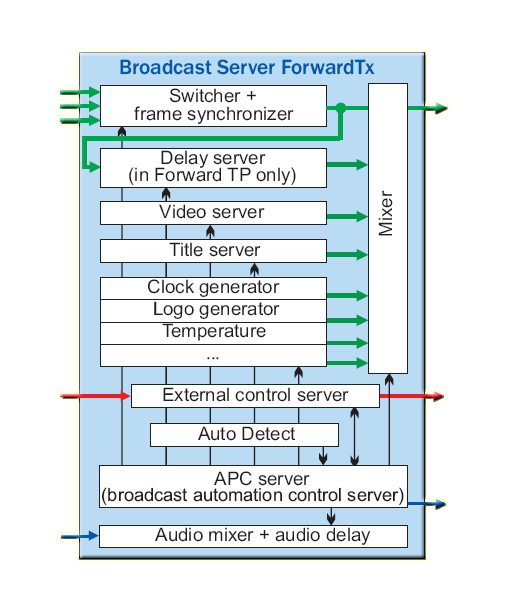 Broadcast Server ForwardTx
Switcher +
frame synchronizer
Delay server
(in Forward TP only)
Video server
Title server
Clock generator
Logo generator
Temperature
...
Mixer
External control server
Auto Detect
APC server
(broadcast automation control server)
Audio mixer + audio delay